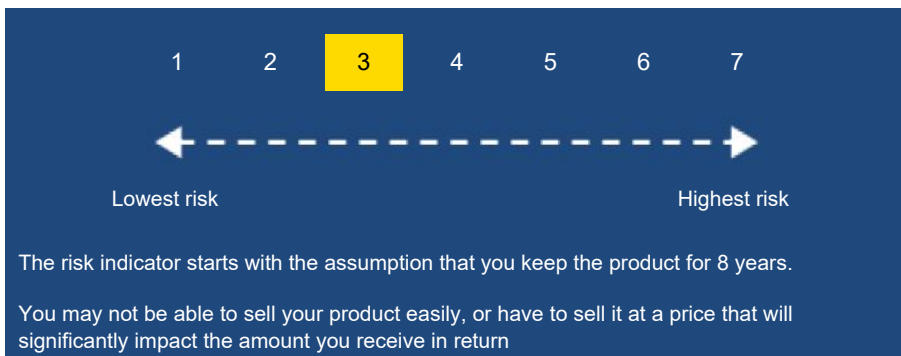 1 2 3 4 5 6 7
Lowest risk Highest risk
The risk indicator starts with the assumption that you keep the product for 8 years.
You may not be able to sell your product easily, or have to sell it at a price that will
significantly impact the amount you receive in return